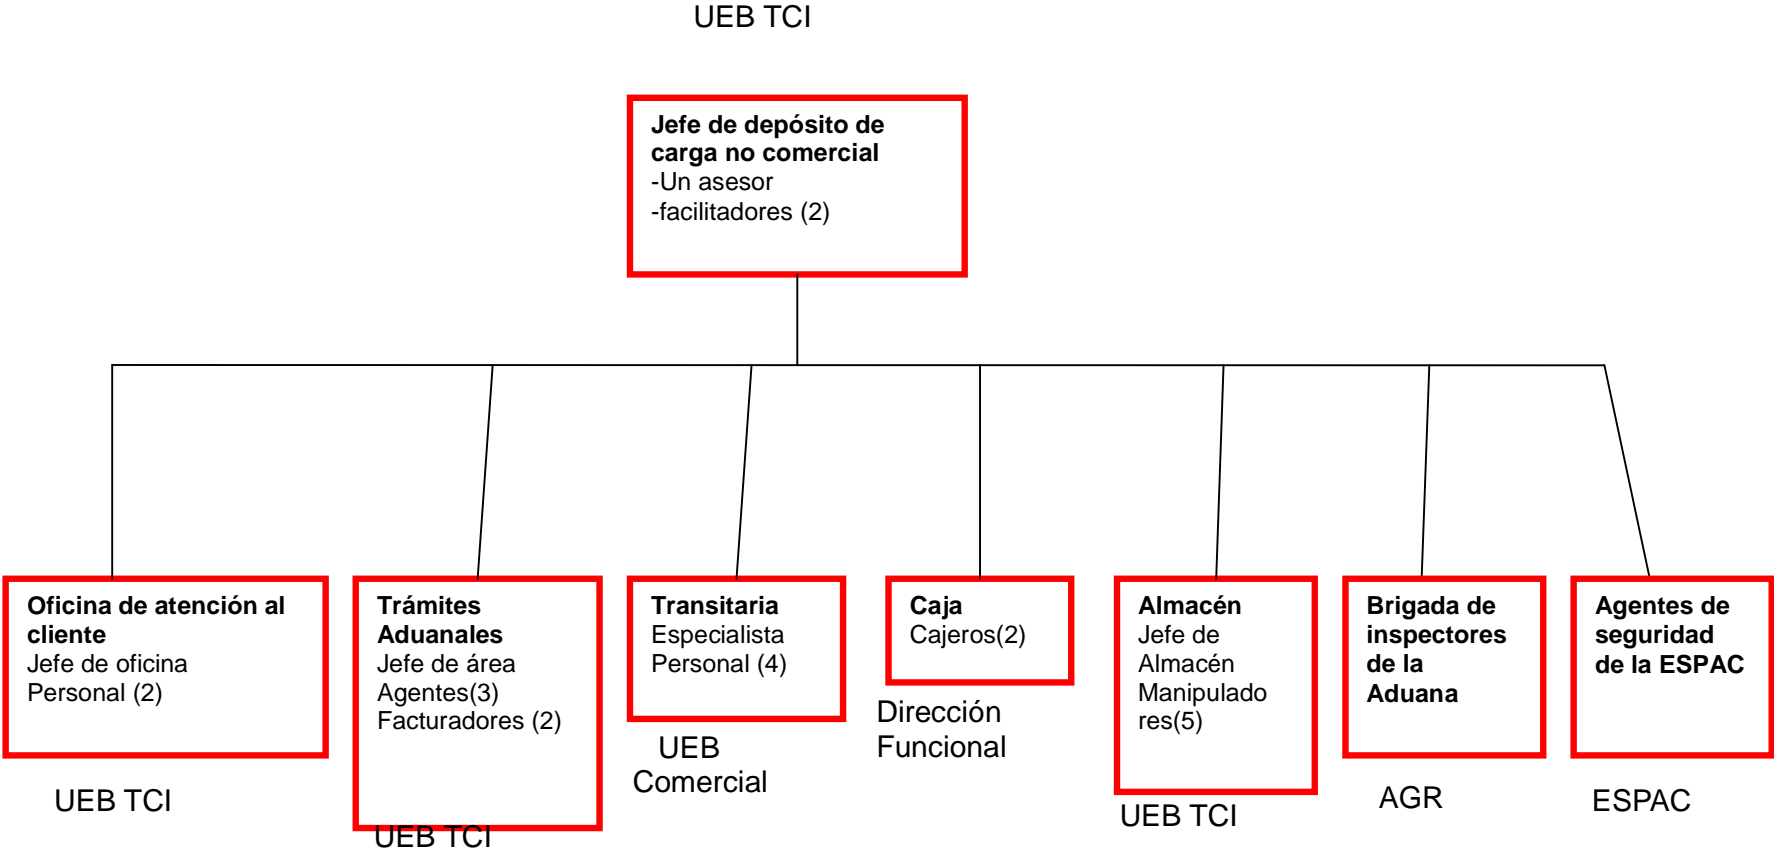 UEB TCI
Jefe de depósito de
carga no comercial
-Un asesor
-facilitadores (2)
Oficina de atención al
cliente
Jefe de oficina
Personal (2)
UEB TCI
Trámites
Aduanales
Jefe de área
Agentes(3)
Facturadores (2)
UEB TCI
Transitaria
Especialista
Personal (4)
UEB
Comercial
Caja
Cajeros(2)
Dirección
Funcional
Almacén
Jefe de
Almacén
Manipulado
res(5)
UEB TCI
Brigada de
inspectores
de la
Aduana
AGR
Agentes de
seguridad
de la ESPAC
ESPAC